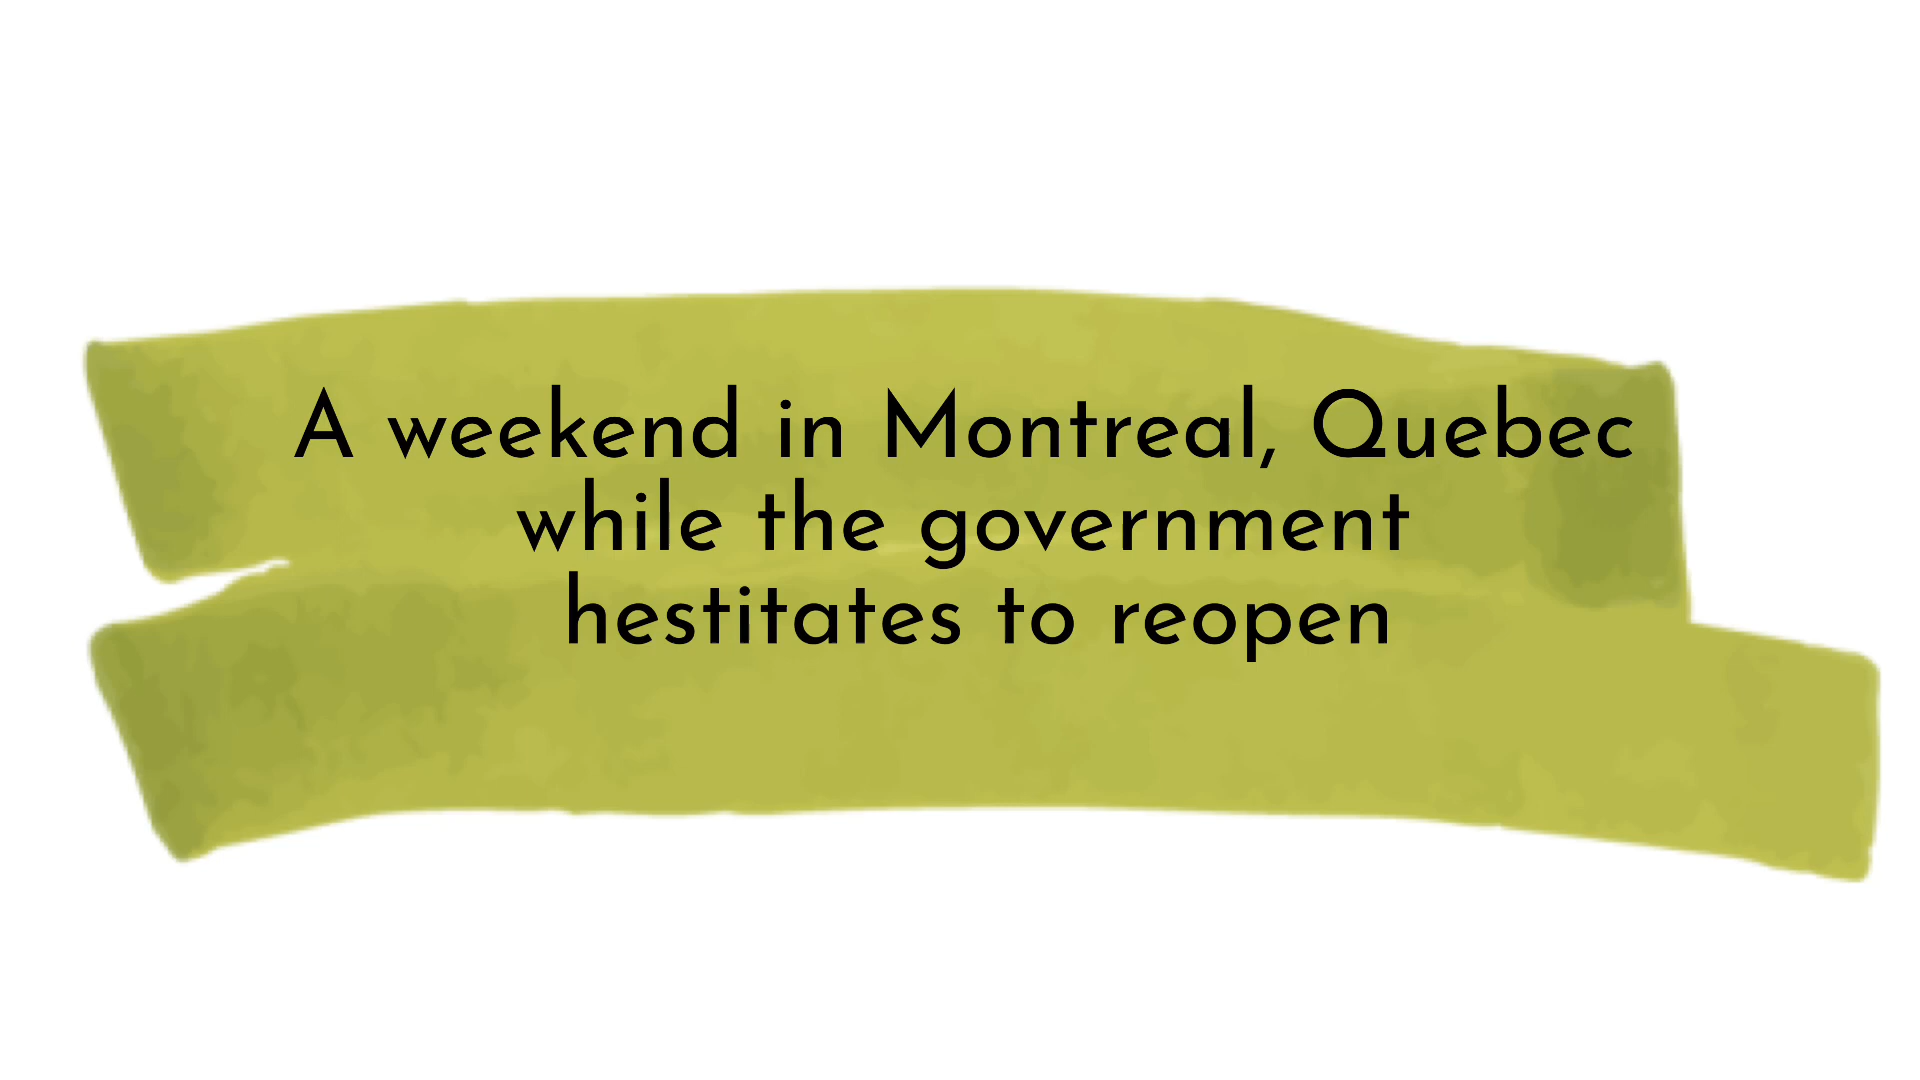 A weekend in Montreal, Quebec
while the government
hestitates to reopen